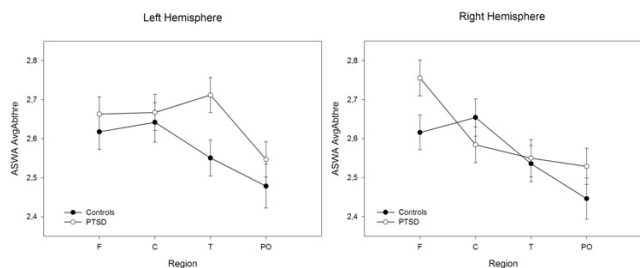 Left Hemisphere
2,8
2,7
2,6
2,5
2,4
ASWA AvgAbthre
Controls
PTSD
F C T PO
Region
Right Hemisphere
2,8
2,7
2,6
2,5
2,4
ASWA AvgAbthre
Controls
PTSD
F C T PO
Region